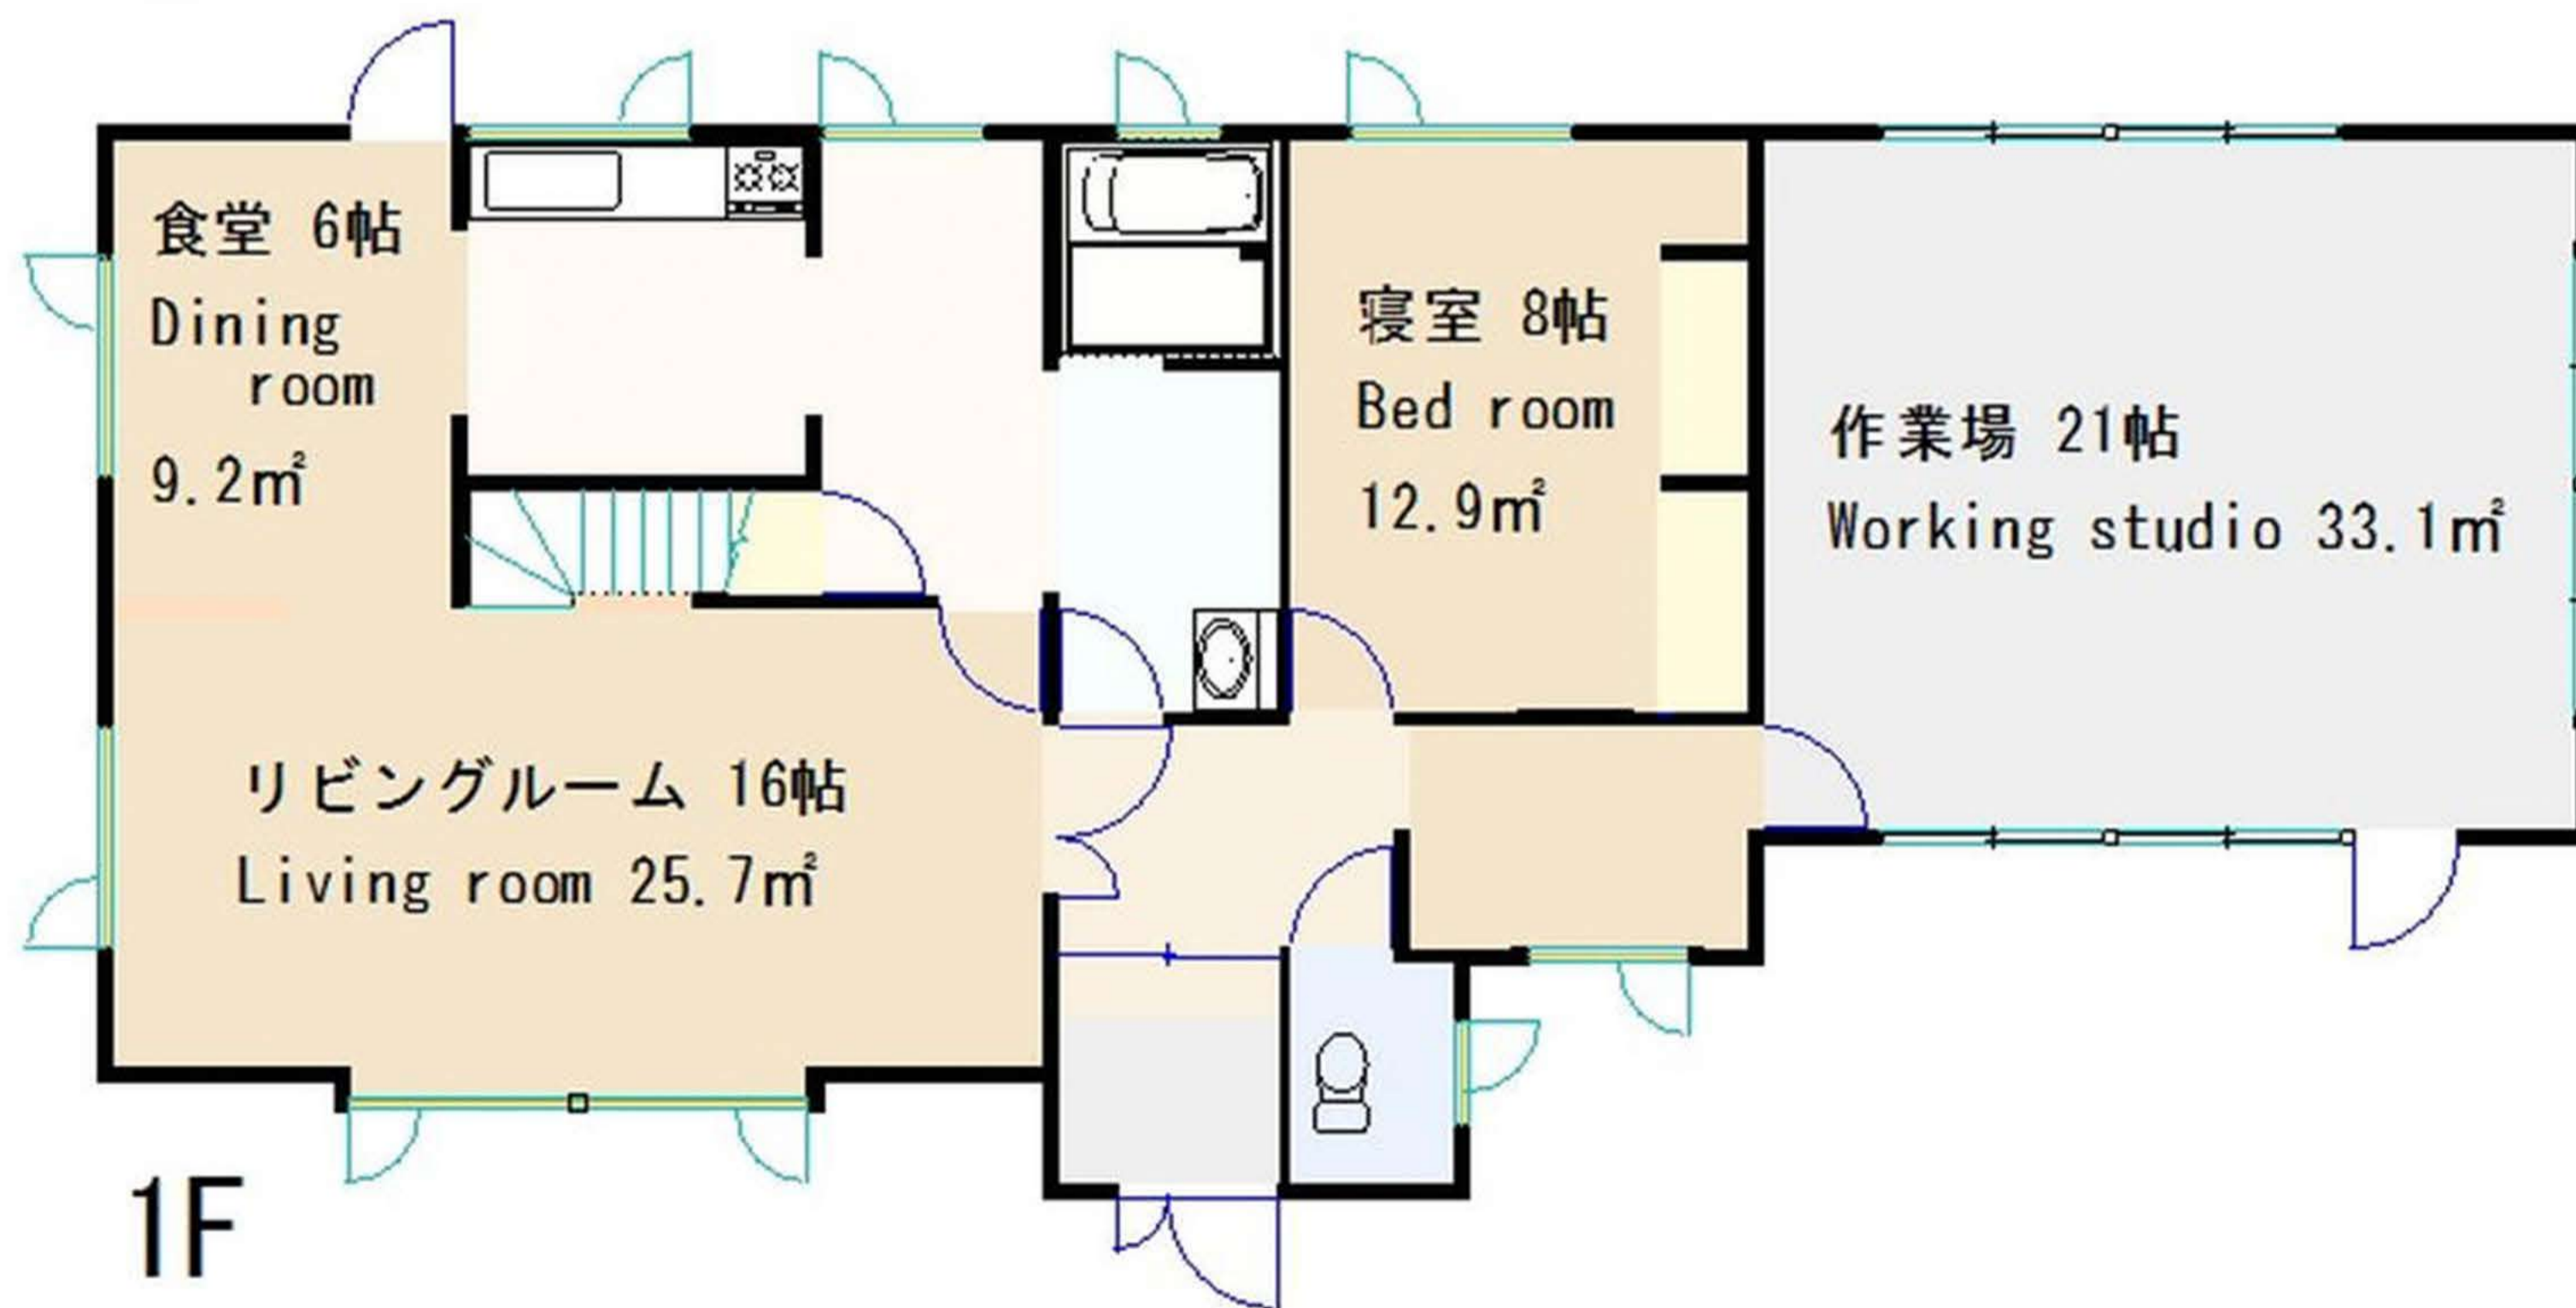 食堂 6帖
Dining
room
9.2㎡
寝室 8帖
Bed room
12.9㎡
作業場 21帖
Working studio 33.1㎡
リビングルーム 16帖
Living room 25.7㎡
1F